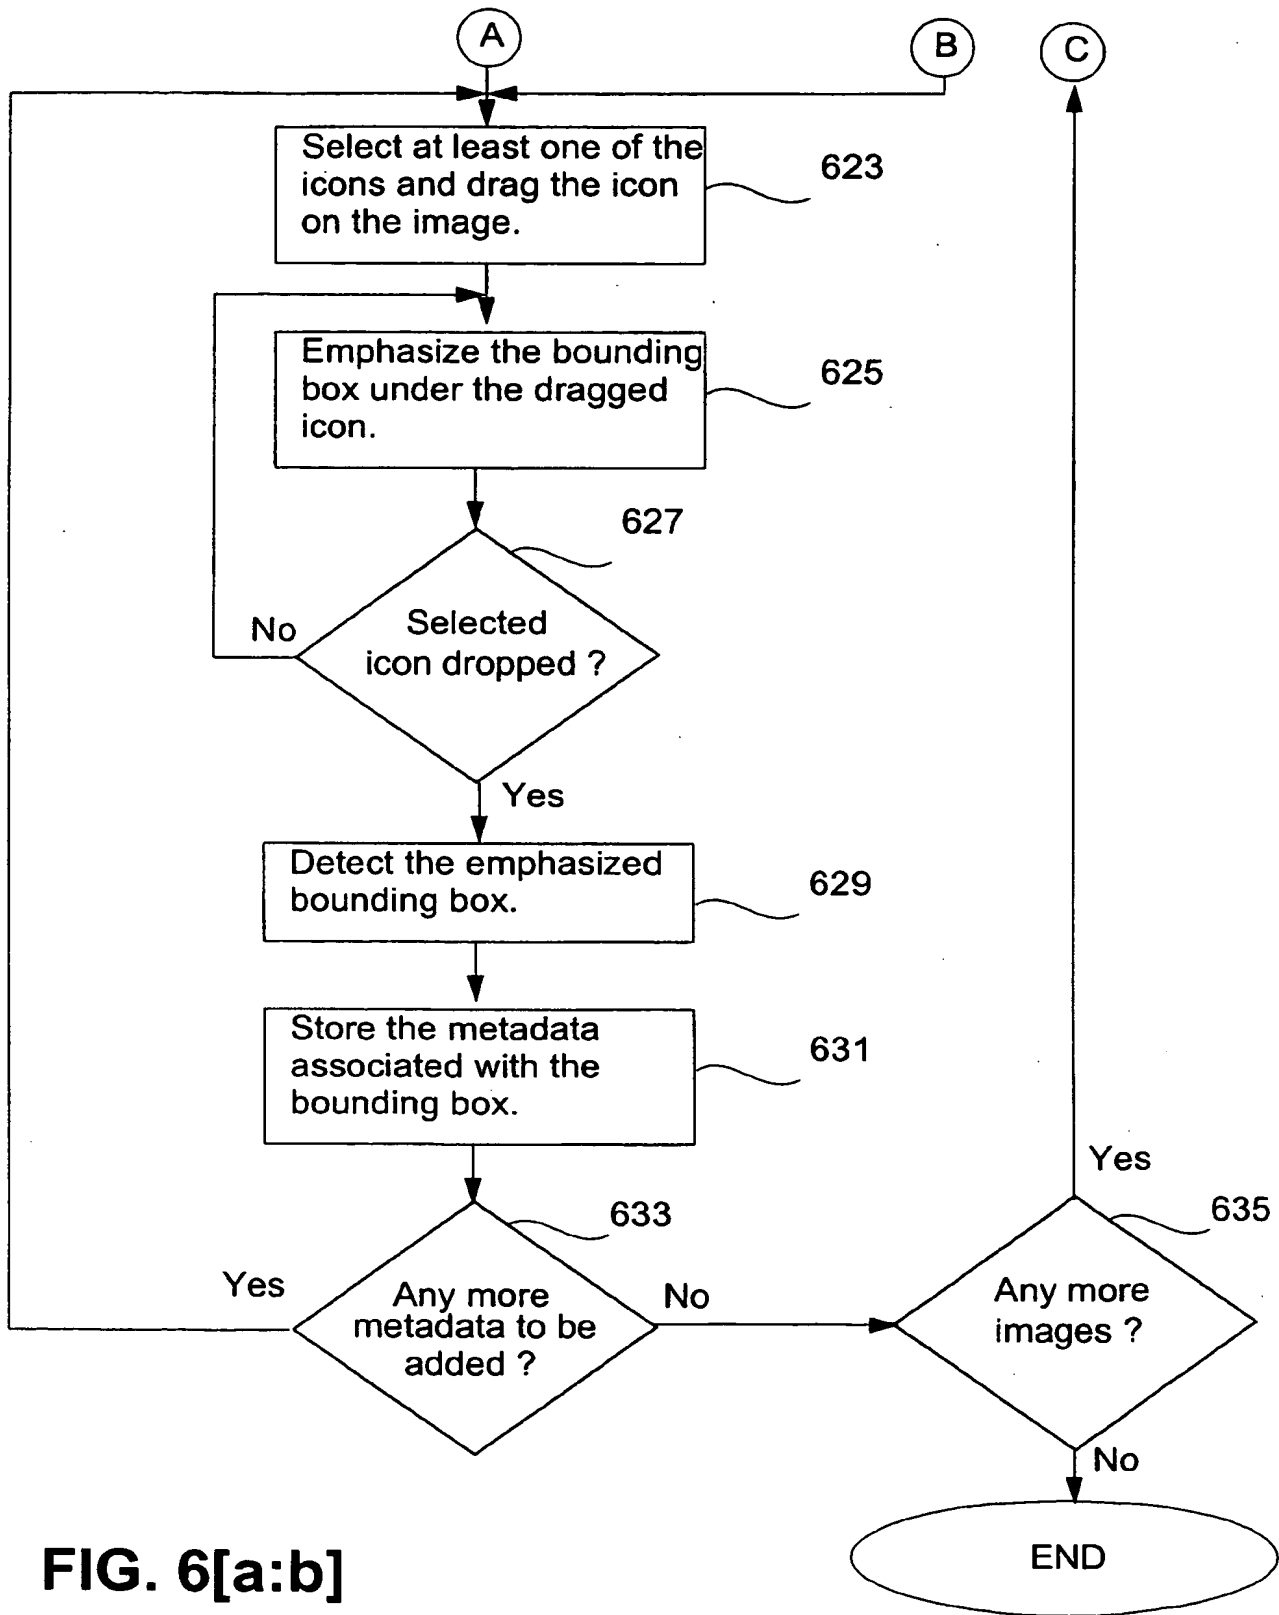 A
B
C
Select at least one of the
icons and drag the icon
on the image.
623
Emphasize the bounding
box under the dragged
icon.
625
627
No
Selected
icon dropped ?
Yes
Detect the emphasized
bounding box.
629
Store the metadata
associated with the
bounding box.
631
Yes
633
635
Yes
Any more
metadata to be
added ?
No
Any more
images ?
No
END
FIG. 6[a:b]